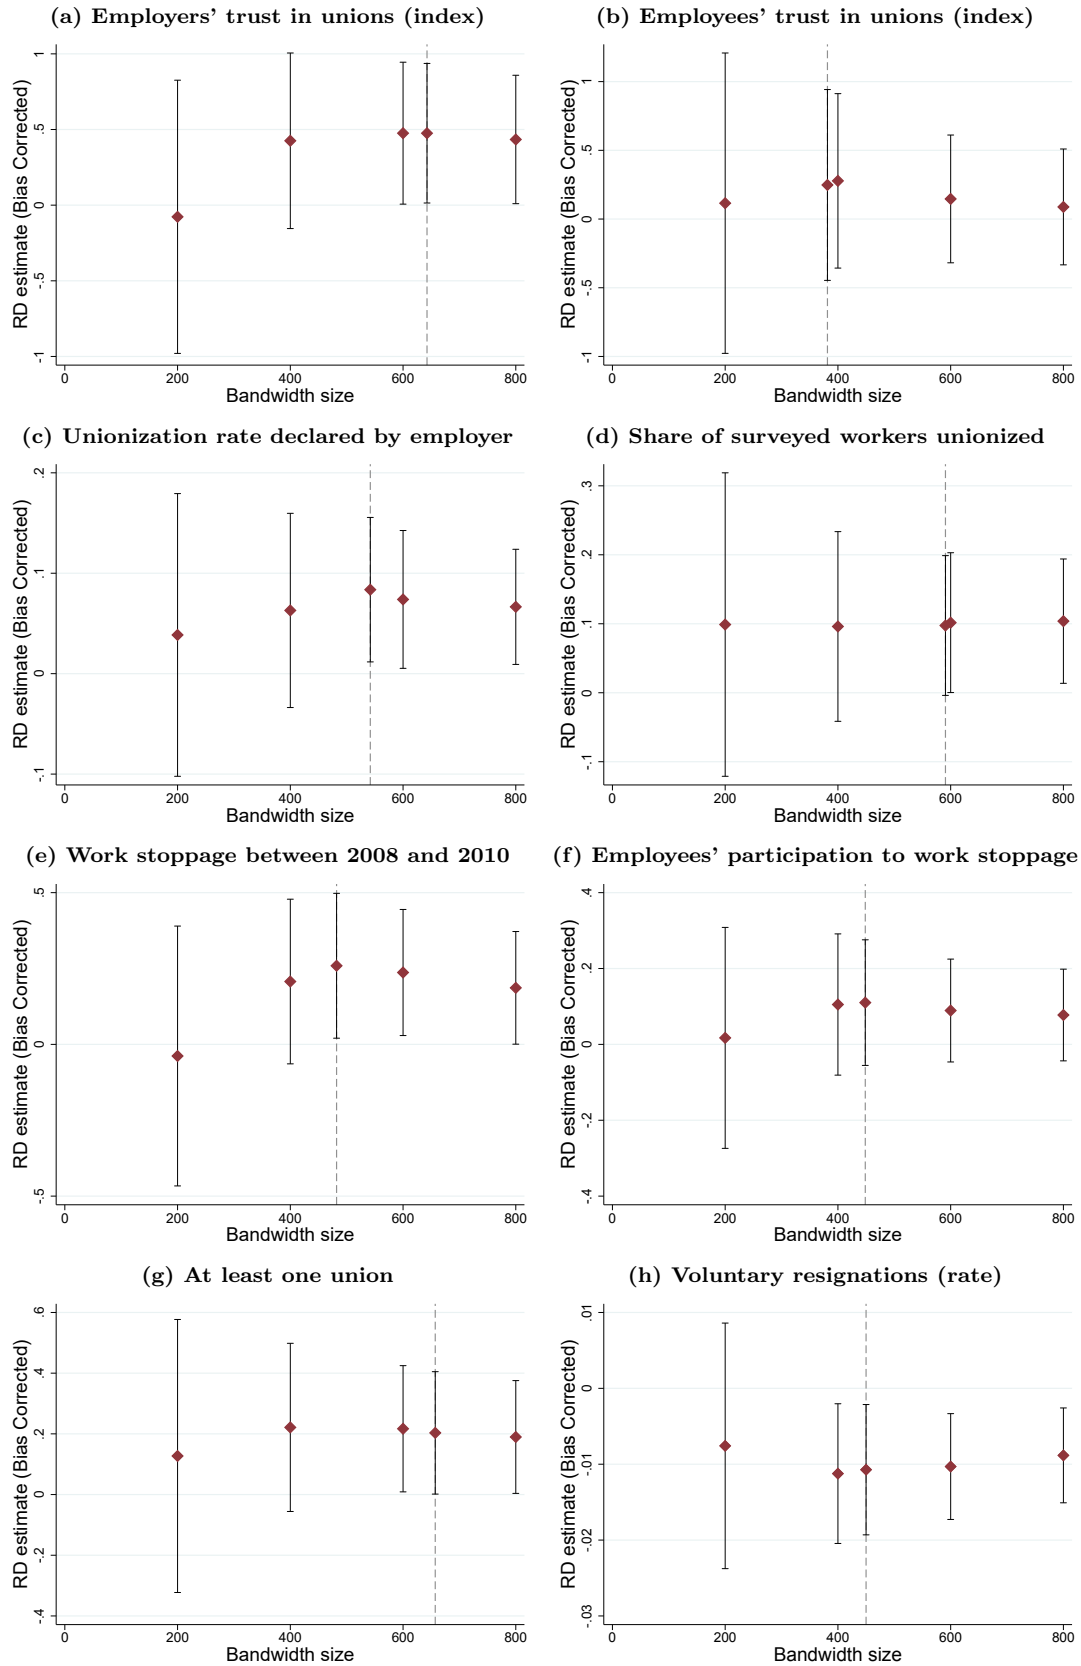 (a) Employers’ trust in unions (index)
RD estimate (Bias Corrected)
1
.5
0
-.5
-1
0 200 400 600 800
Bandwidth size
(b) Employees’ trust in unions (index)
RD estimate (Bias Corrected)
1
.5
0
-.5
-1
0 200 400 600 800
Bandwidth size
(c) Unionization rate declared by employer
RD estimate (Bias Corrected)
.2
.1
0
-.1
0 200 400 600 800
Bandwidth size
(d) Share of surveyed workers unionized
RD estimate (Bias Corrected)
.3
.2
.1
0
-.1
0 200 400 600 800
Bandwidth size
(e) Work stoppage between 2008 and 2010
RD estimate (Bias Corrected)
.5
0
-.5
0 200 400 600 800
Bandwidth size
(f) Employees’ participation to work stoppage
RD estimate (Bias Corrected)
.4
.2
0
-.2
-.4
0 200 400 600 800
Bandwidth size
(g) At least one union
RD estimate (Bias Corrected)
.6
.4
.2
0
-.2
-.4
0 200 400 600 800
Bandwidth size
(h) Voluntary resignations (rate)
RD estimate (Bias Corrected)
.01
0
-.01
-.02
-.03
0 200 400 600 800
Bandwidth size